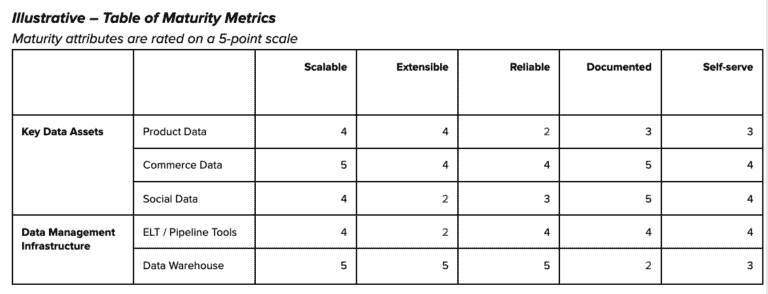 Illustrative – Table of Maturity Metrics
Maturity attributes are rated on a 5-point scale
Scalable Extensible Reliable Documented Self-serve
Key Data Assets Product Data 4 4 2 3 3
Commerce Data 5 4 4 5 4
Social Data 4 2 3 5 4
Data Management ELT / Pipeline Tools 4 2 4 4 4
Infrastructure
Data Warehouse 5 5 5 2 3